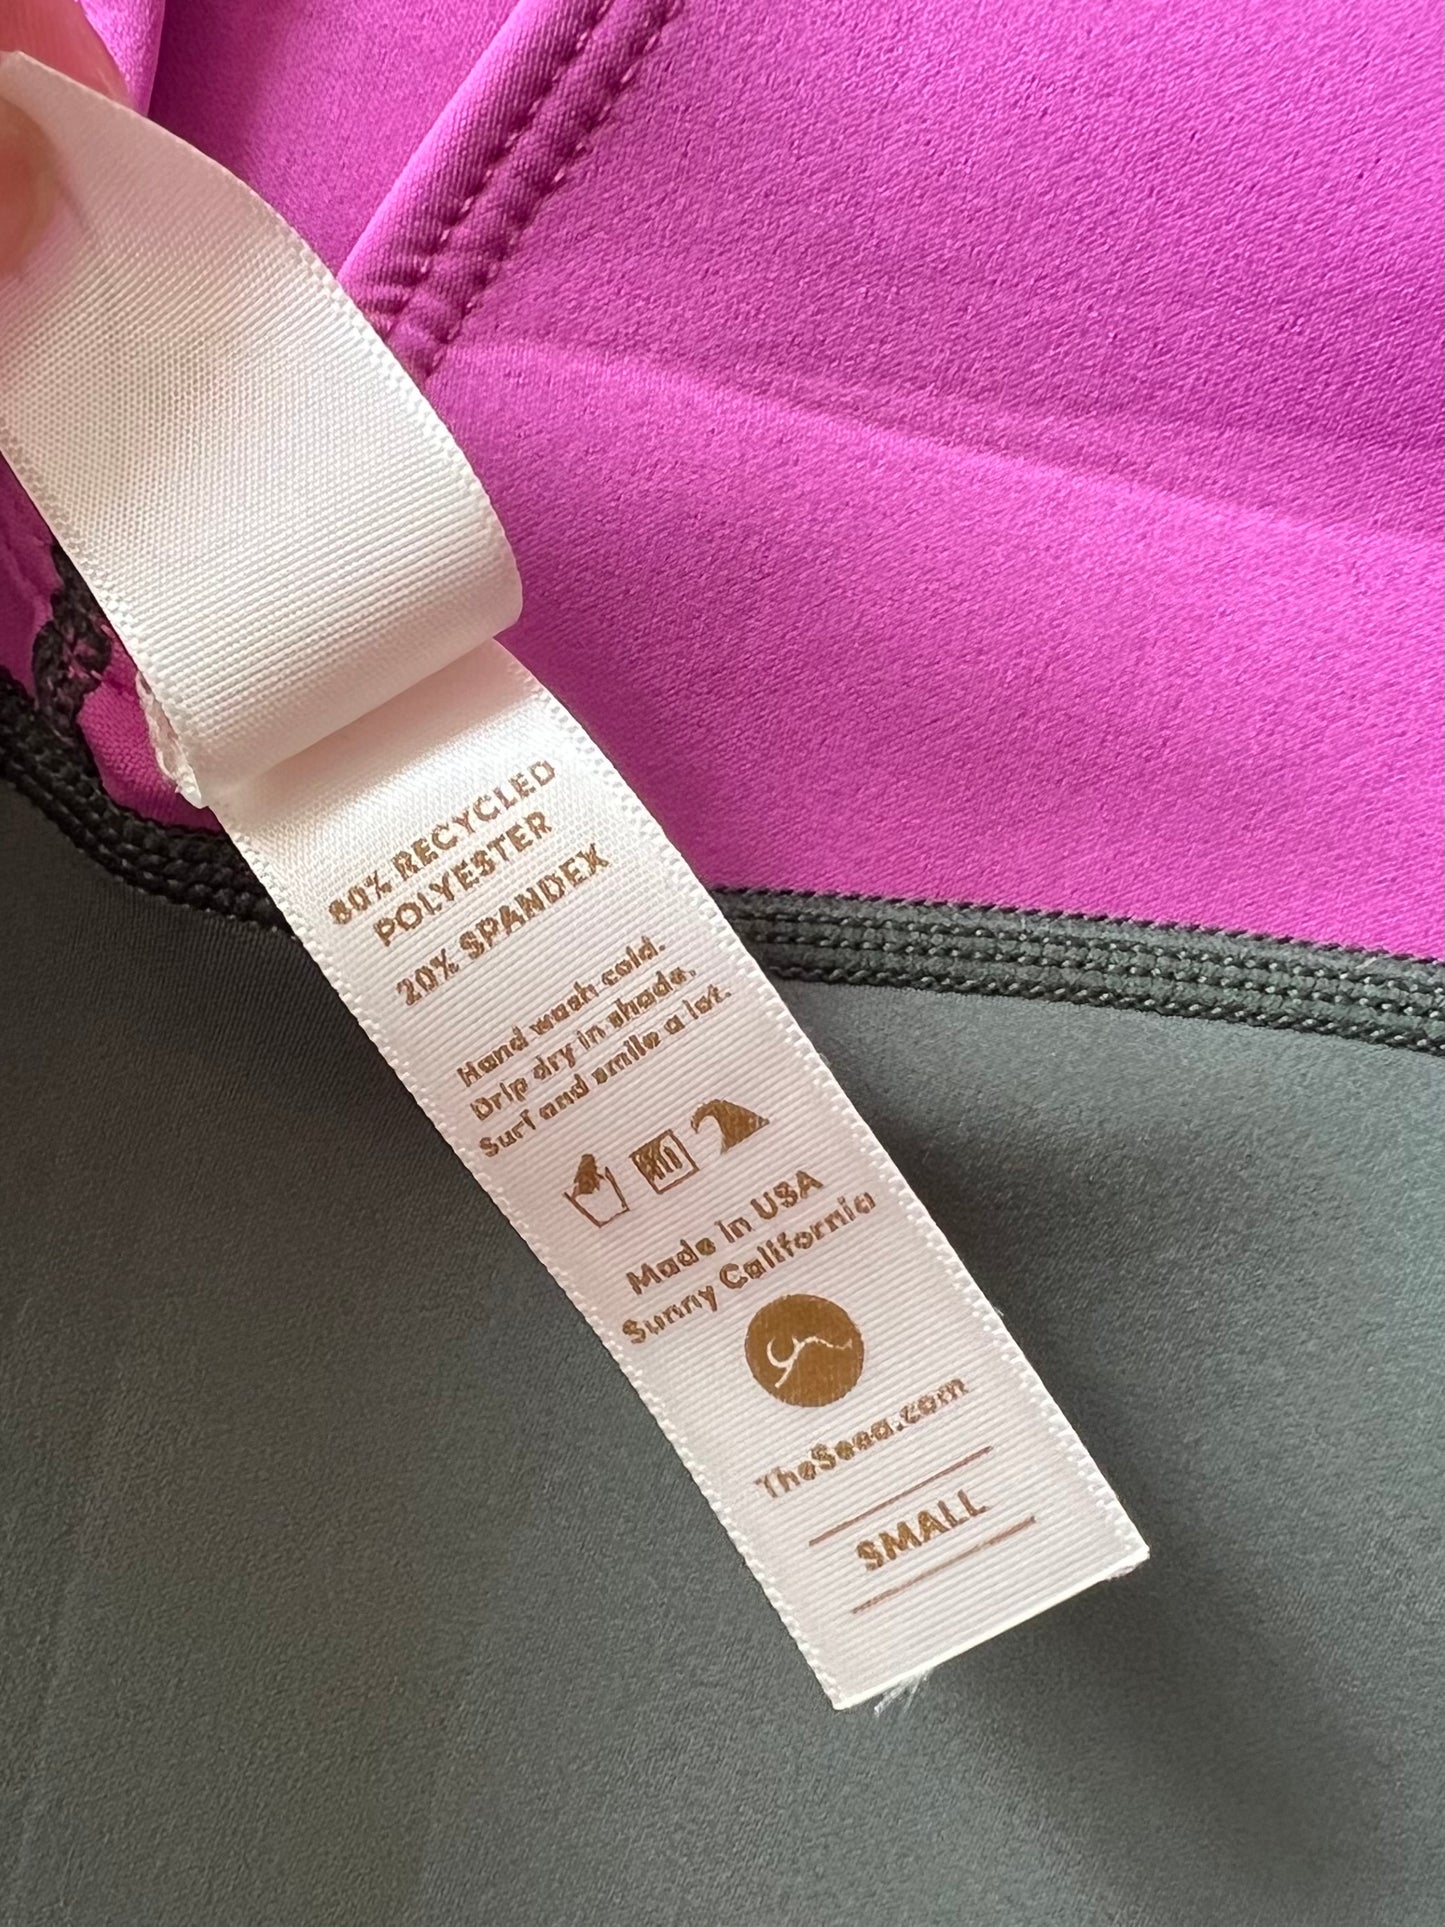 80% RECYCLED
POLYESTER
20% SPANDEX
Hand wash cold.
Drip dry in shade.
Surf and smile a lot.
Made in USA
Sunny California
TheSeea.com
SMALL